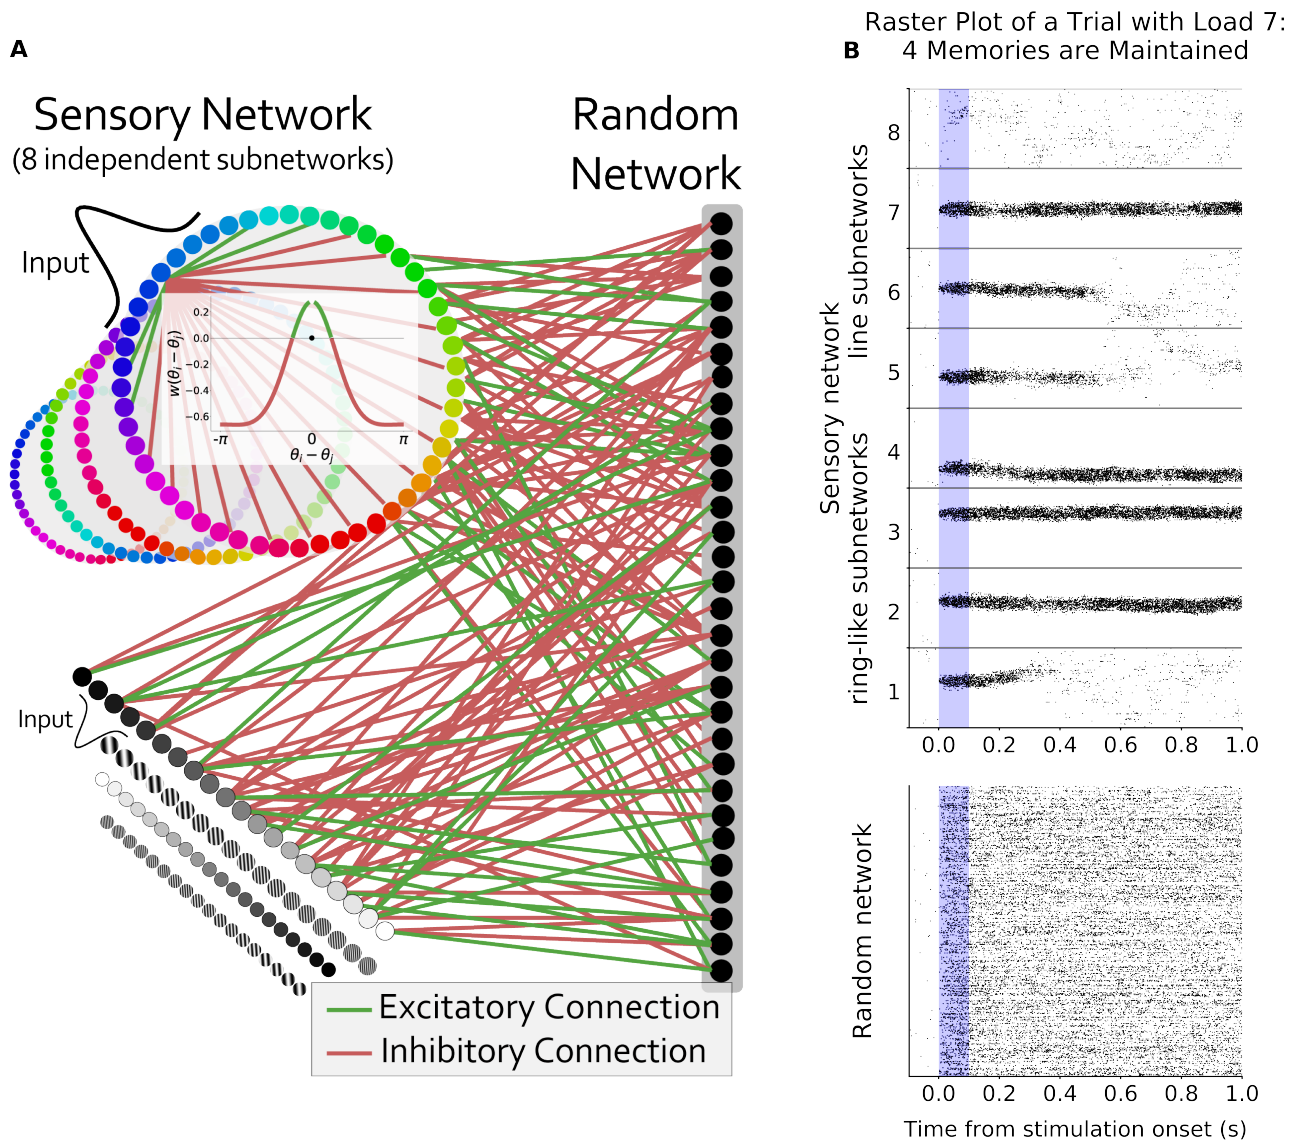 A
Sensory Network
(8 independent subnetworks)
Random
Network
Input
0.2
0.0
−0.2
−0.4
−0.6
w(θi − θj)
-π
0
π
θi − θj
Input
Excitatory Connection
Inhibitory Connection
Raster Plot of a Trial with Load 7:
B
4 Memories are Maintained
Sensory network
line subnetworks
ring-like subnetworks
8
7
6
5
4
3
2
1
0.0 0.2 0.4 0.6 0.8 1.0
Random network
0.0 0.2 0.4 0.6 0.8 1.0
Time from stimulation onset (s)